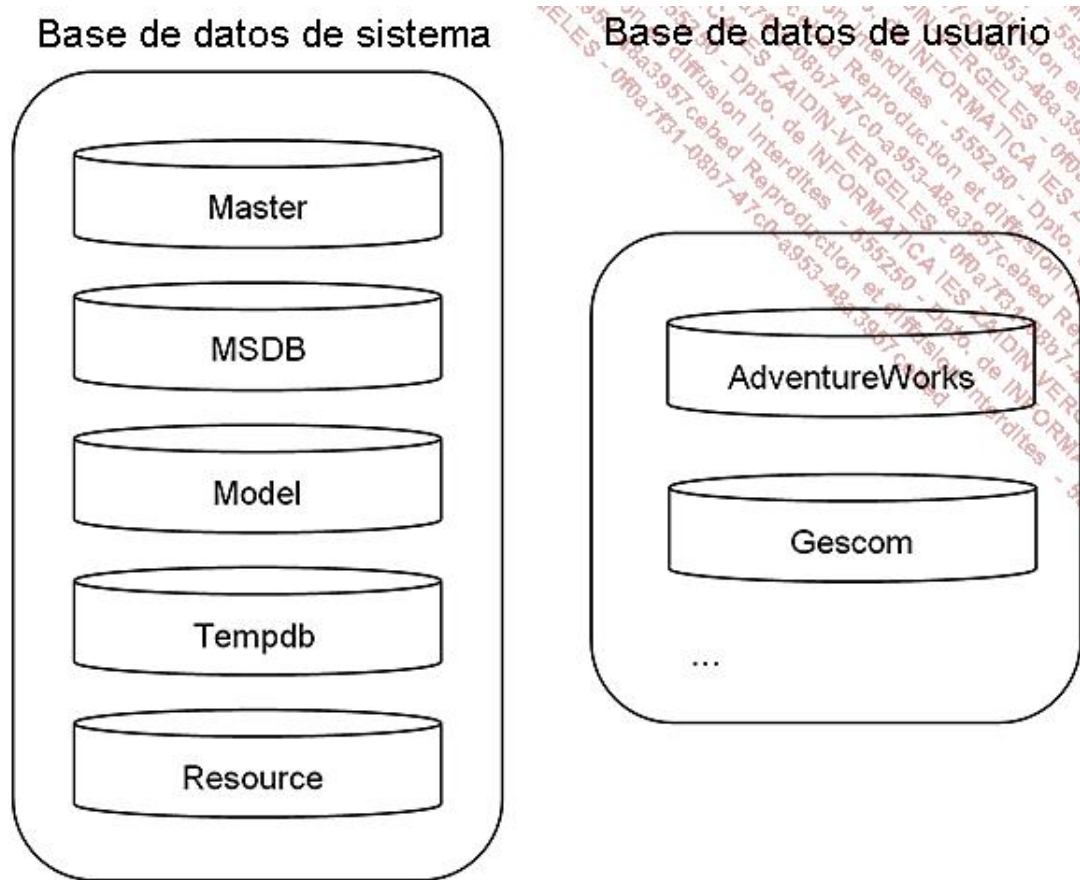 Base de datos de sistema
Master
MSDB
Model
Tempdb
Resource
Base de datos de usuario
AdventureWorks
Gescom
...